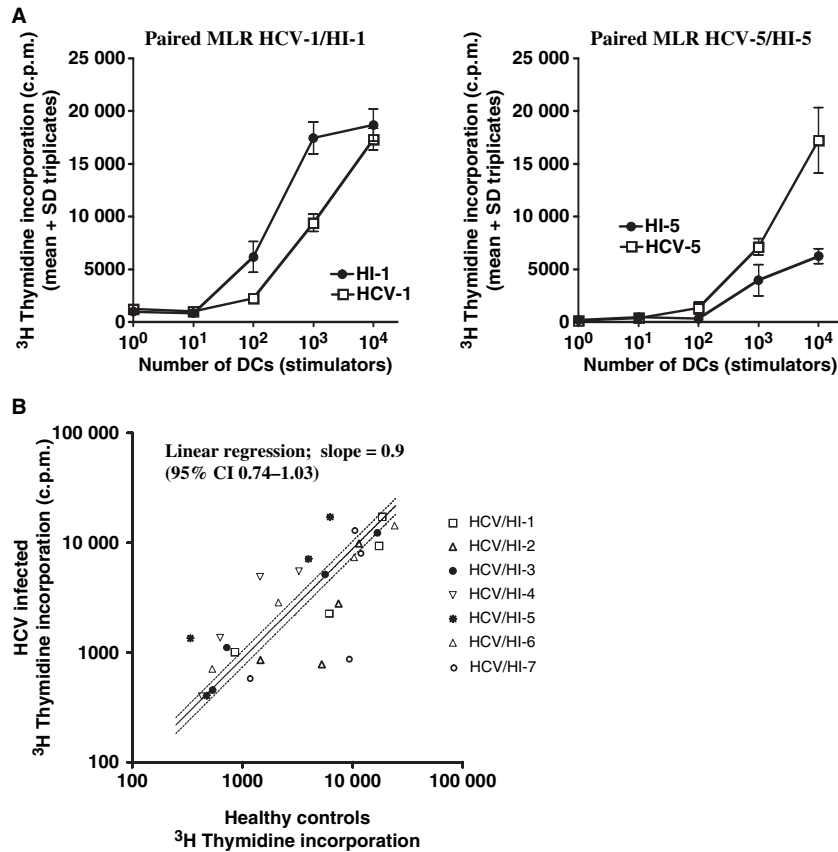 A
Paired MLR HCV-1/HI-1
³H Thymidine incorporation (c.p.m.)
(mean + SD triplicates)
25 000
20 000
15 000
10 000
5000
0
HI-1
HCV-1
10⁰ 10¹ 10² 10³ 10⁴
Number of DCs (stimulators)
Paired MLR HCV-5/HI-5
³H Thymidine incorporation (c.p.m.)
(mean + SD triplicates)
25 000
20 000
15 000
10 000
5000
0
HI-5
HCV-5
10⁰ 10¹ 10² 10³ 10⁴
Number of DCs (stimulators)
B
HCV infected
³H Thymidine incorporation (c.p.m.)
100 000
10 000
1000
100
Linear regression; slope = 0.9
(95% CI 0.74–1.03)
HCV/HI-1
HCV/HI-2
HCV/HI-3
HCV/HI-4
HCV/HI-5
HCV/HI-6
HCV/HI-7
100 1000 10 000 100 000
Healthy controls
³H Thymidine incorporation